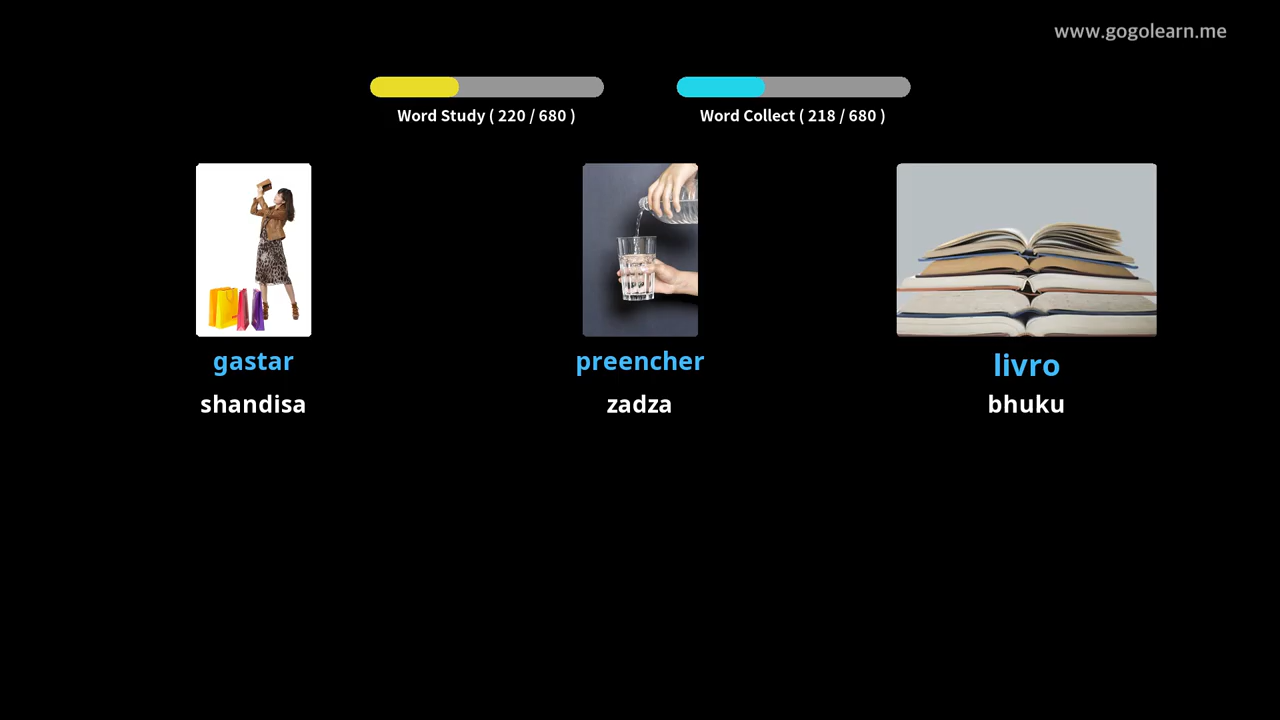 www.gogolearn.me
Word Study ( 220 / 680 )
Word Collect ( 218 / 680 )
gastar
preencher
livro
shandisa
zadza
bhuku